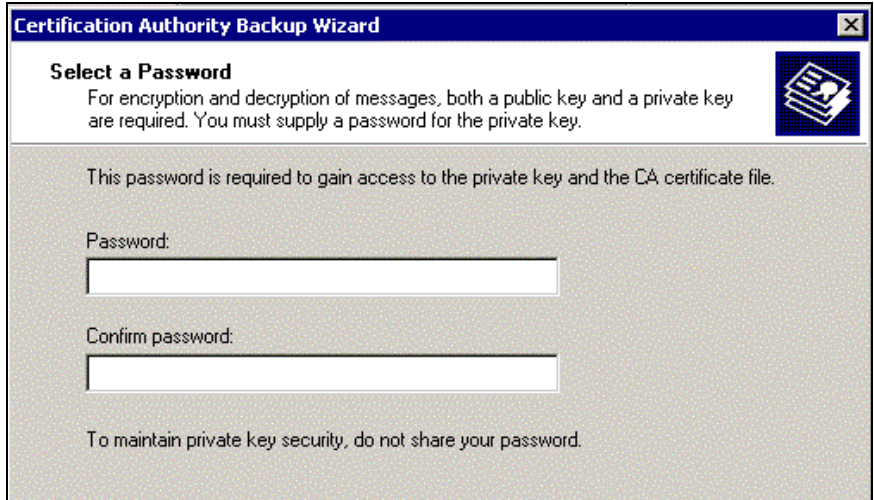 Certification Authority Backup Wizard
Select a Password
For encryption and decryption of messages, both a public key and a private key
are required. You must supply a password for the private key.
This password is required to gain access to the private key and the CA certificate file.
Password:
Confirm password:
To maintain private key security, do not share your password.